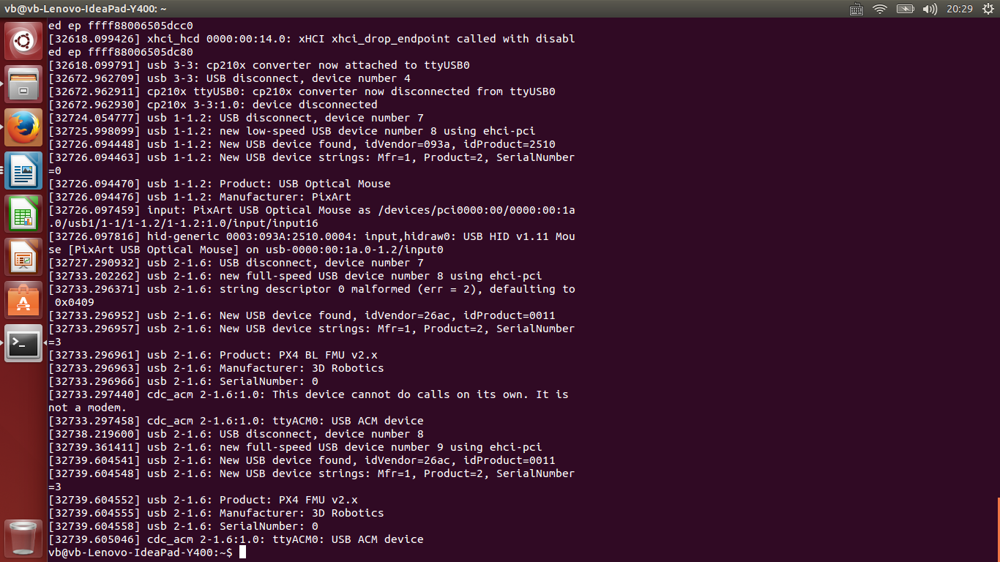 vb@vb-Lenovo-IdeaPad-Y400: ~
20:29
ed ep ffff88006505dcc0
[32618.099426] xhci_hcd 0000:00:14.0: xHCI xhci_drop_endpoint called with disabl
ed ep ffff88006505dc80
[32618.099791] usb 3-3: cp210x converter now attached to ttyUSB0
[32672.962709] usb 3-3: USB disconnect, device number 4
[32672.962911] cp210x ttyUSB0: cp210x converter now disconnected from ttyUSB0
[32672.962930] cp210x 3-3:1.0: device disconnected
[32724.054777] usb 1-1.2: USB disconnect, device number 7
[32725.998099] usb 1-1.2: new low-speed USB device number 8 using ehci-pci
[32726.094448] usb 1-1.2: New USB device found, idVendor=093a, idProduct=2510
[32726.094463] usb 1-1.2: New USB device strings: Mfr=1, Product=2, SerialNumber
=0
[32726.094470] usb 1-1.2: Product: USB Optical Mouse
[32726.094476] usb 1-1.2: Manufacturer: PixArt
[32726.097459] input: PixArt USB Optical Mouse as /devices/pci0000:00/0000:00:1a
.0/usb1/1-1/1-1.2/1-1.2:1.0/input/input16
[32726.097816] hid-generic 0003:093A:2510.0004: input,hidraw0: USB HID v1.11 Mou
se [PixArt USB Optical Mouse] on usb-0000:00:1a.0-1.2/input0
[32727.290932] usb 2-1.6: USB disconnect, device number 7
[32733.202262] usb 2-1.6: new full-speed USB device number 8 using ehci-pci
[32733.296371] usb 2-1.6: string descriptor 0 malformed (err = 2), defaulting to
 0x0409
[32733.296952] usb 2-1.6: New USB device found, idVendor=26ac, idProduct=0011
[32733.296957] usb 2-1.6: New USB device strings: Mfr=1, Product=2, SerialNumber
=3
[32733.296961] usb 2-1.6: Product: PX4 BL FMU v2.x
[32733.296963] usb 2-1.6: Manufacturer: 3D Robotics
[32733.296966] usb 2-1.6: SerialNumber: 0
[32733.297440] cdc_acm 2-1.6:1.0: This device cannot do calls on its own. It is
not a modem.
[32733.297458] cdc_acm 2-1.6:1.0: ttyACM0: USB ACM device
[32738.219600] usb 2-1.6: USB disconnect, device number 8
[32739.361411] usb 2-1.6: new full-speed USB device number 9 using ehci-pci
[32739.604541] usb 2-1.6: New USB device found, idVendor=26ac, idProduct=0011
[32739.604548] usb 2-1.6: New USB device strings: Mfr=1, Product=2, SerialNumber
=3
[32739.604552] usb 2-1.6: Product: PX4 FMU v2.x
[32739.604555] usb 2-1.6: Manufacturer: 3D Robotics
[32739.604558] usb 2-1.6: SerialNumber: 0
[32739.605046] cdc_acm 2-1.6:1.0: ttyACM0: USB ACM device
vb@vb-Lenovo-IdeaPad-Y400:~$